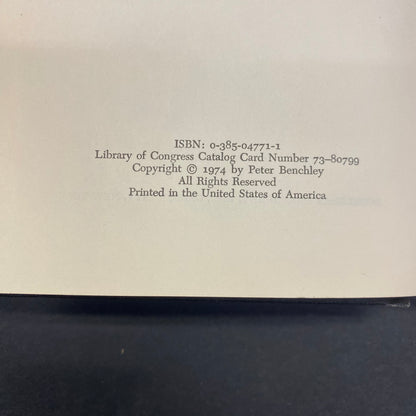 ISBN: 0-385-04771-1
Library of Congress Catalog Card Number 73–80799
Copyright © 1974 by Peter Benchley
All Rights Reserved
Printed in the United States of America